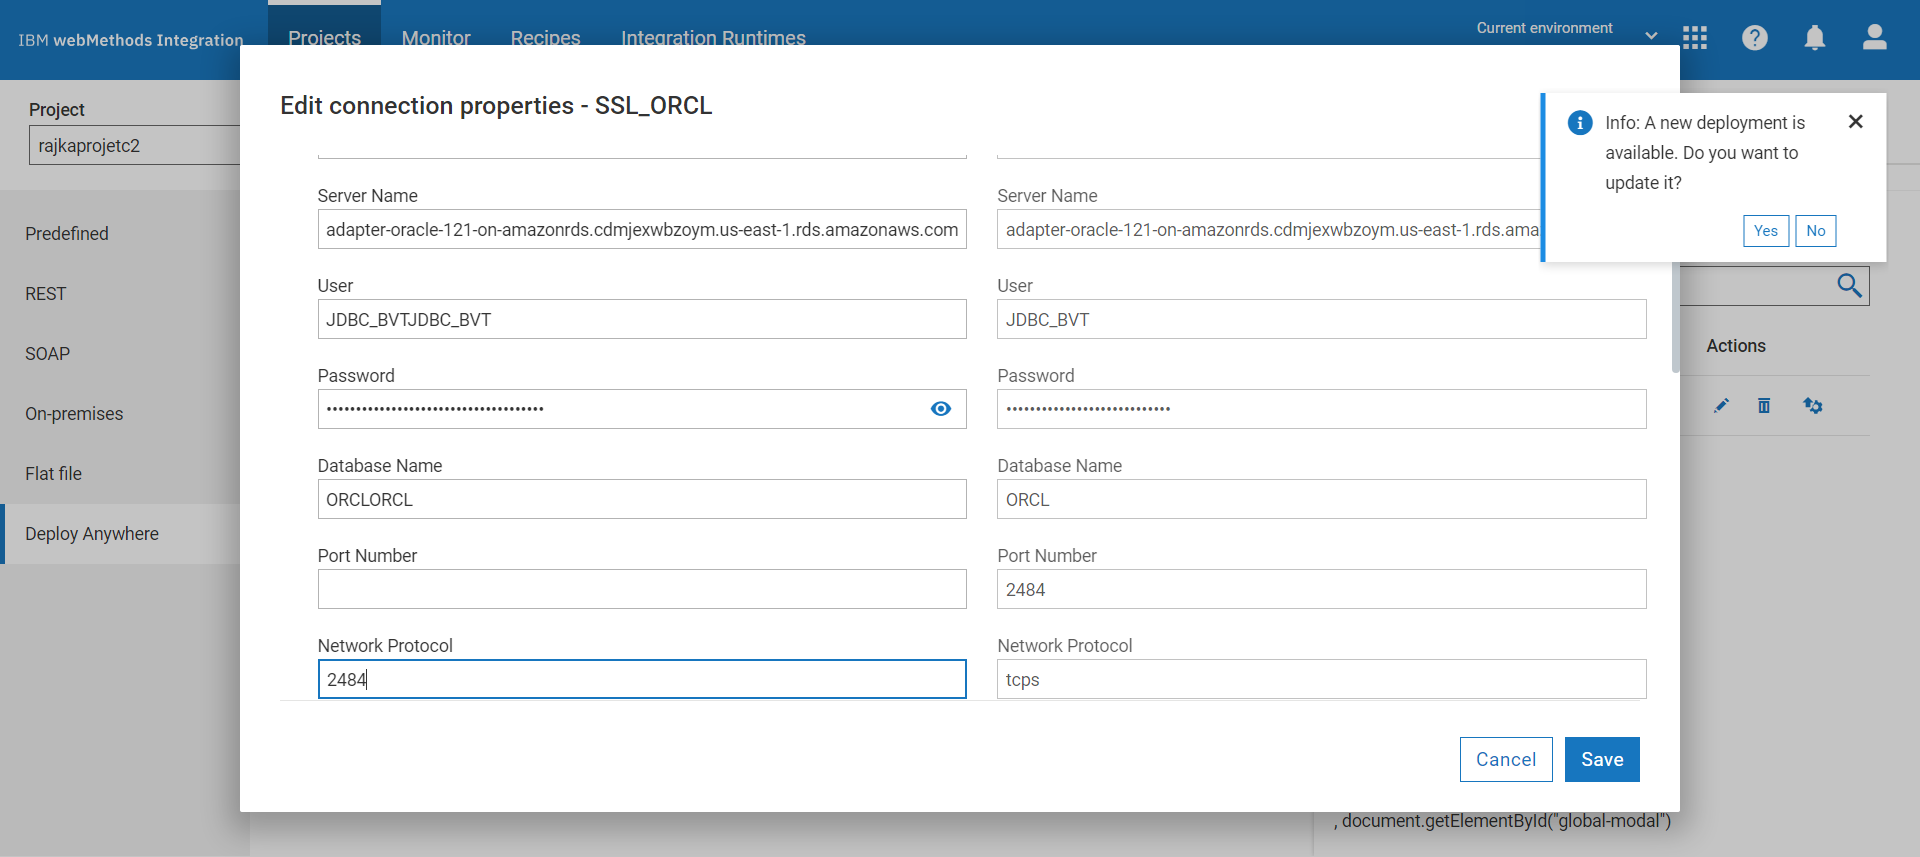 IBM webMethods Integration
Projects
Monitor
Recipes
Integration Runtimes
Current environment
Project
rajkaprojetc2
Predefined
REST
SOAP
On-premises
Flat file
Deploy Anywhere
Edit connection properties - SSL_ORCL
Server Name
adapter-oracle-121-on-amazonrds.cdmjexwbzoym.us-east-1.rds.amazonaws.com
Server Name
adapter-oracle-121-on-amazonrds.cdmjexwbzoym.us-east-1.rds.ama
User
JDBC_BVTJDBC_BVT
User
JDBC_BVT
Password
Password
Database Name
ORCLORCL
Database Name
ORCL
Port Number
Port Number
2484
Network Protocol
2484
Network Protocol
tcps
Cancel
Save
Info: A new deployment is
available. Do you want to
update it?
Yes
No
Actions
, document.getElementById("global-modal")